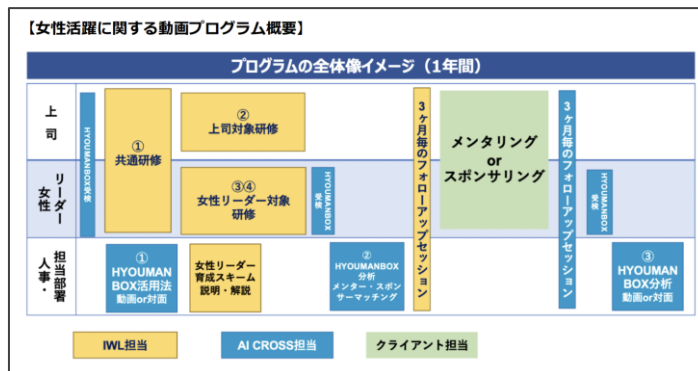 【女性活躍に関する動画プログラム概要】
プログラムの全体像イメージ（1年間）
上司
HYOUMANBOX受検
①
共通研修
②
上司対象研修
3ヶ月毎のフォローアップセッション
メンタリング
or
スポンサリング
3ヶ月毎のフォローアップセッション
リーダー
女性
③④
女性リーダー対象
研修
HYOUMANBOX
受検
HYOUMANBOX
受検
担当部署
人事・
①
HYOUMAN
BOX活用法
動画or対面
女性リーダー
育成スキーム
説明・解説
②
HYOUMANBOX
分析
メンター・スポン
サーマッチング
③
HYOUMAN
BOX分析
動画or対面
IWL担当
AI CROSS担当
クライアント担当